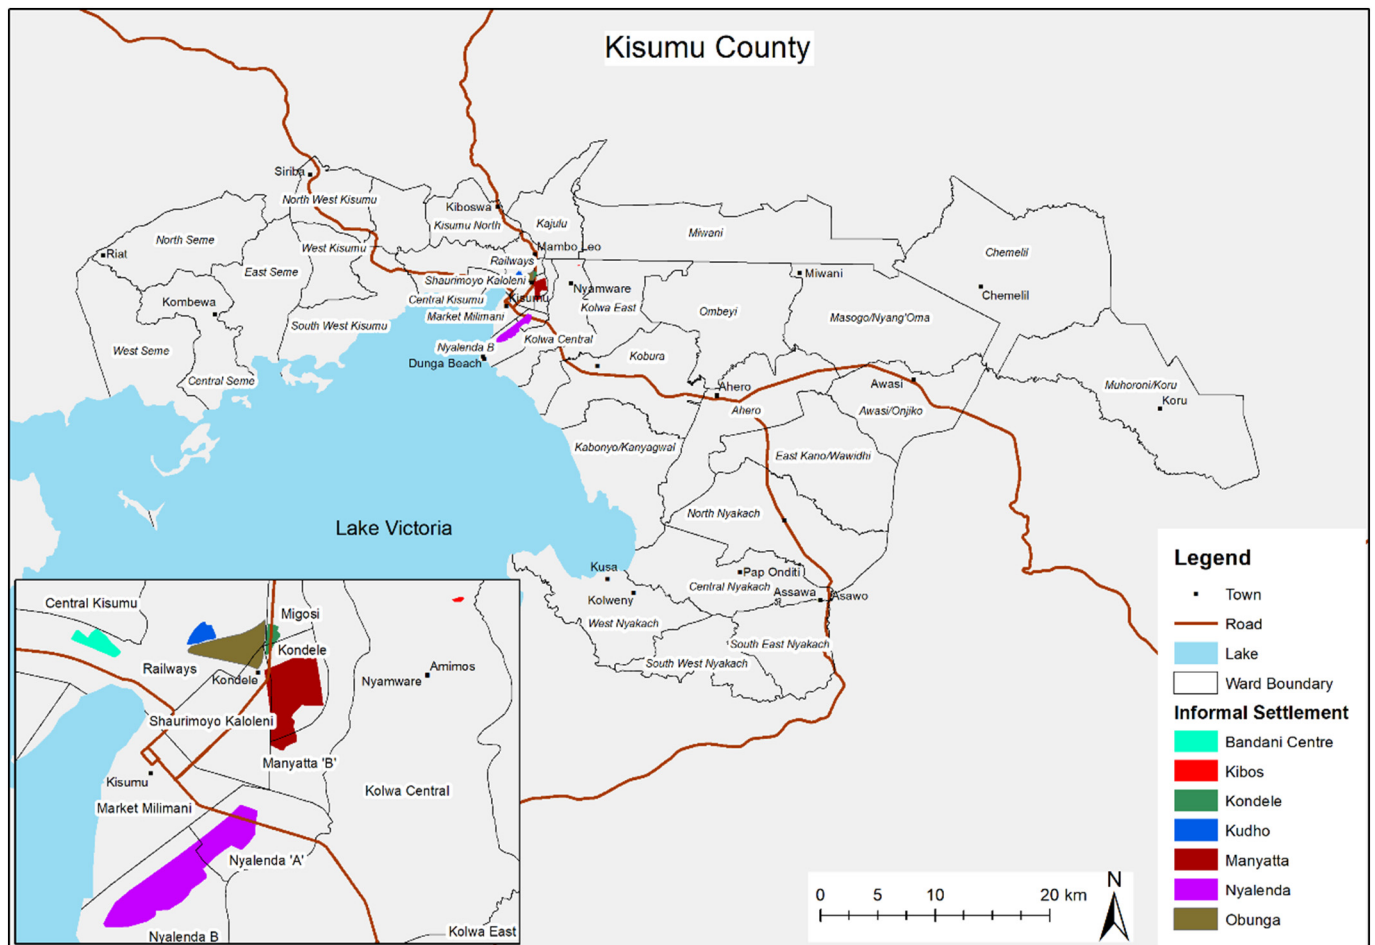 Kisumu County
Siriba
North West Kisumu
Kiboswa
Kisumu North
Kajulu
Miwani
North Seme
Riat
West Kisumu
Mambo Leo
Chemelil
East Seme
Railways
Miwani
Shaurimoyo Kaloleni
Nyamware
Chemelil
Kombewa
Central Kisumu
Kisumu
Kolwa East
Ombeyi
Masogo/Nyang'Oma
South West Kisumu
Market Milimani
Kolwa Central
West Seme
Nyalenda B
Kobura
Dunga Beach
Central Seme
Ahero
Awasi
Muhoroni/Koru
Koru
Ahero
Awasi/Onjiko
Kabonyo/Kanyagwal
East Kano/Wawidhi
North Nyakach
Lake Victoria
Kusa
Pap Onditi
Central Nyakach
Kolweny
Assawa
Asawo
West Nyakach
South East Nyakach
South West Nyakach
Central Kisumu
Migosi
Kondele
Railways
Kondele
Amimos
Nyamware
Shaurimoyo Kaloleni
Manyatta 'B'
Kisumu
Kolwa Central
Market Milimani
Nyalenda 'A'
Nyalenda B
Kolwa East
Legend
Town
Road
Lake
Ward Boundary
Informal Settlement
Bandani Centre
Kibos
Kondele
Kudho
Manyatta
Nyalenda
Obunga
0 5 10 20 km
N